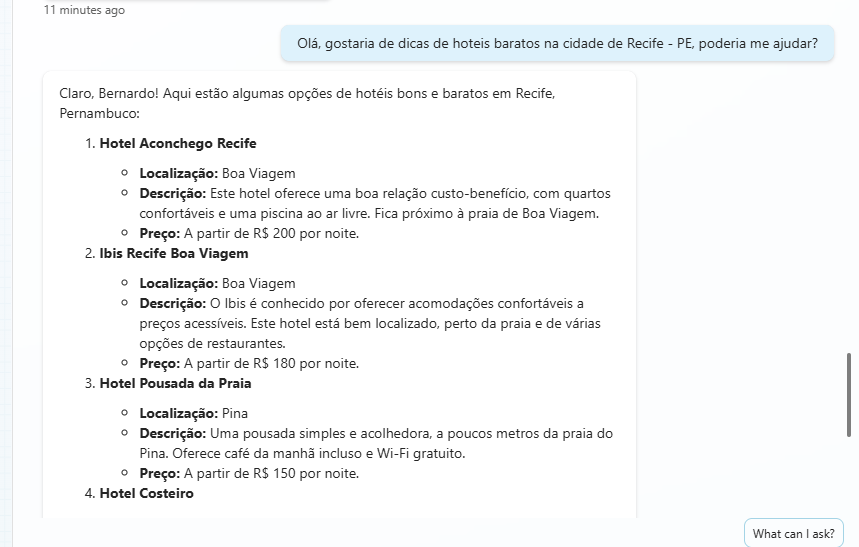 11 minutes ago
Olá, gostaria de dicas de hoteis baratos na cidade de Recife - PE, poderia me ajudar?
Claro, Bernardo! Aqui estão algumas opções de hotéis bons e baratos em Recife,
Pernambuco:
1. Hotel Aconchego Recife
Localização: Boa Viagem
Descrição: Este hotel oferece uma boa relação custo-benefício, com quartos
confortáveis e uma piscina ao ar livre. Fica próximo à praia de Boa Viagem.
Preço: A partir de R$ 200 por noite.
2. Ibis Recife Boa Viagem
Localização: Boa Viagem
Descrição: O Ibis é conhecido por oferecer acomodações confortáveis a
preços acessíveis. Este hotel está bem localizado, perto da praia e de várias
opções de restaurantes.
Preço: A partir de R$ 180 por noite.
3. Hotel Pousada da Praia
Localização: Pina
Descrição: Uma pousada simples e acolhedora, a poucos metros da praia do
Pina. Oferece café da manhã incluso e Wi-Fi gratuito.
Preço: A partir de R$ 150 por noite.
4. Hotel Costeiro
What can I ask?